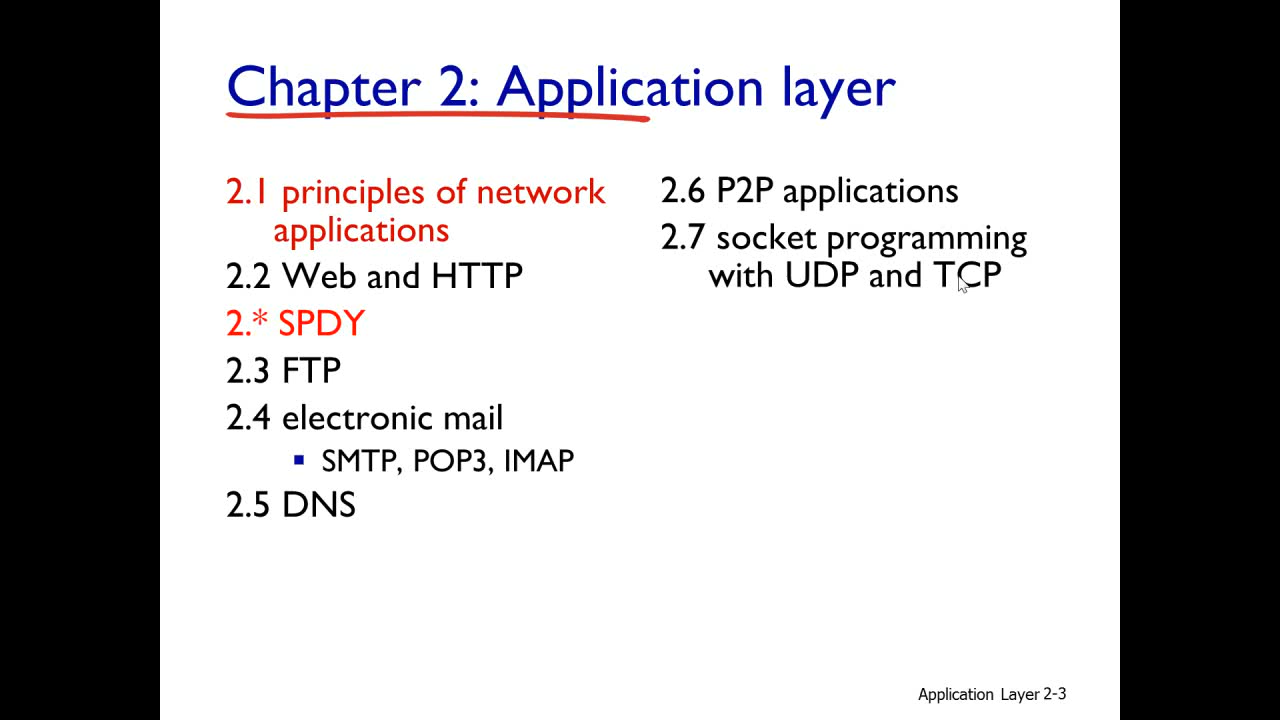 Chapter 2: Application layer
2.1 principles of network
applications
2.2 Web and HTTP
2.* SPDY
2.3 FTP
2.4 electronic mail
▪ SMTP, POP3, IMAP
2.5 DNS
2.6 P2P applications
2.7 socket programming
with UDP and TCP
Application Layer 2-3